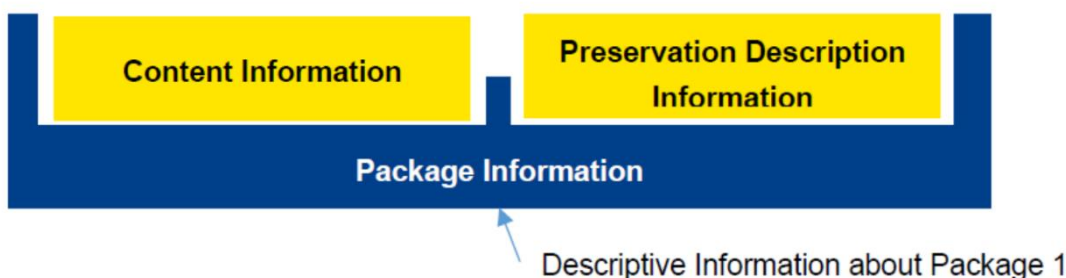 Content Information
Preservation Description
Information
Package Information
Descriptive Information about Package 1